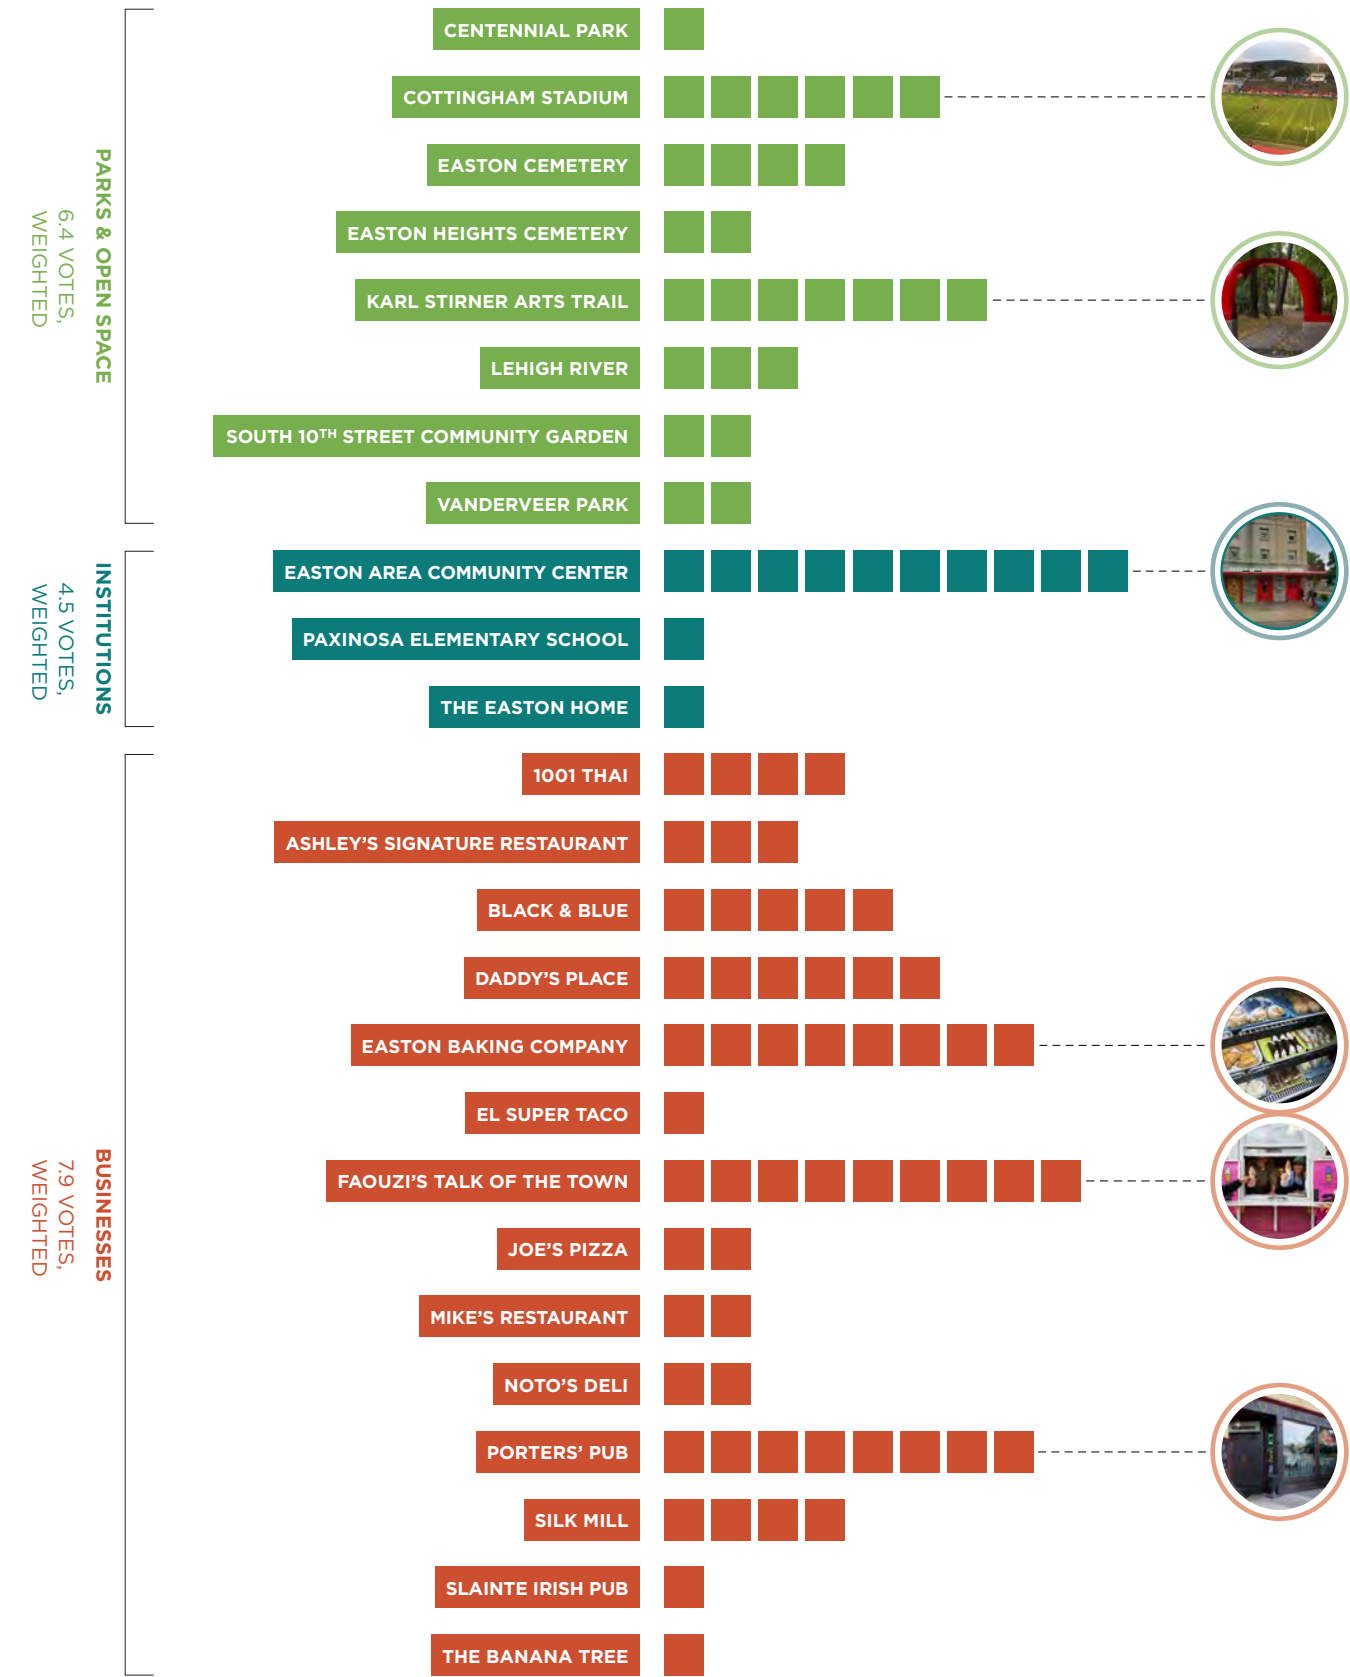 PARKS & OPEN SPACE
6.4 VOTES,
WEIGHTED
CENTENNIAL PARK
COTTINGHAM STADIUM
EASTON CEMETERY
EASTON HEIGHTS CEMETERY
KARL STIRNER ARTS TRAIL
LEHIGH RIVER
SOUTH 10TH STREET COMMUNITY GARDEN
VANDERVEER PARK
INSTITUTIONS
4.5 VOTES,
WEIGHTED
EASTON AREA COMMUNITY CENTER
PAXINOSA ELEMENTARY SCHOOL
THE EASTON HOME
BUSINESSES
7.9 VOTES,
WEIGHTED
1001 THAI
ASHLEY’S SIGNATURE RESTAURANT
BLACK & BLUE
DADDY’S PLACE
EASTON BAKING COMPANY
EL SUPER TACO
FAOUZI’S TALK OF THE TOWN
JOE’S PIZZA
MIKE’S RESTAURANT
NOTO’S DELI
PORTERS’ PUB
SILK MILL
SLAINTE IRISH PUB
THE BANANA TREE